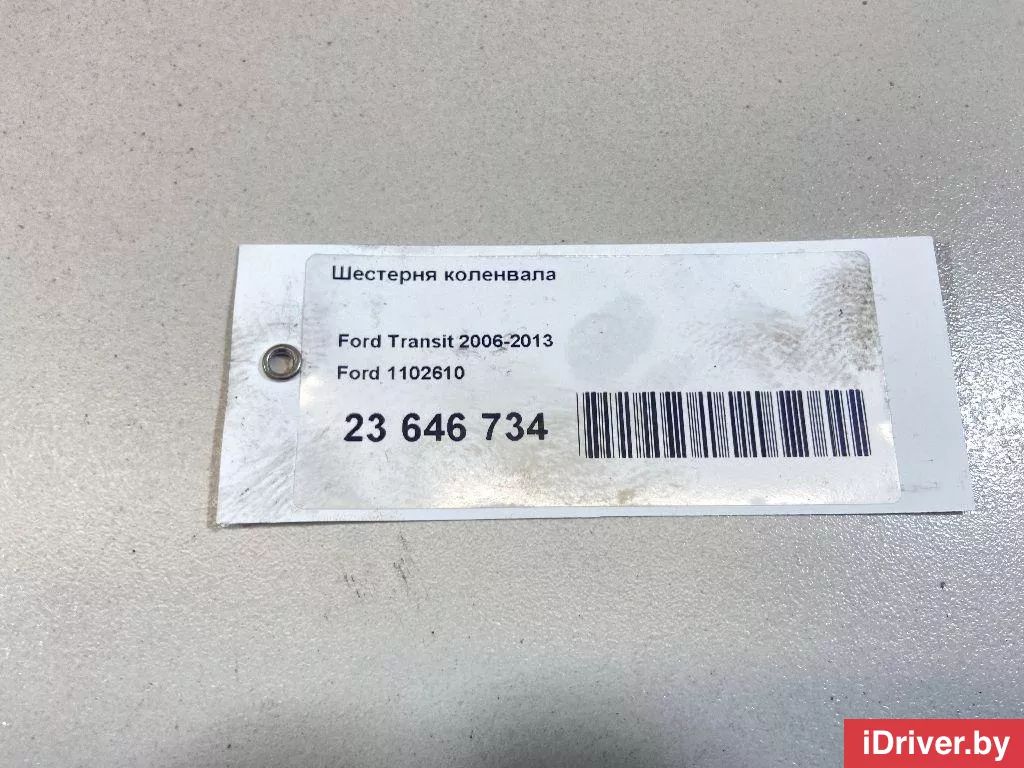 Шестерня коленвала
Ford Transit 2006-2013
Ford 1102610
23 646 734
iDriver.by